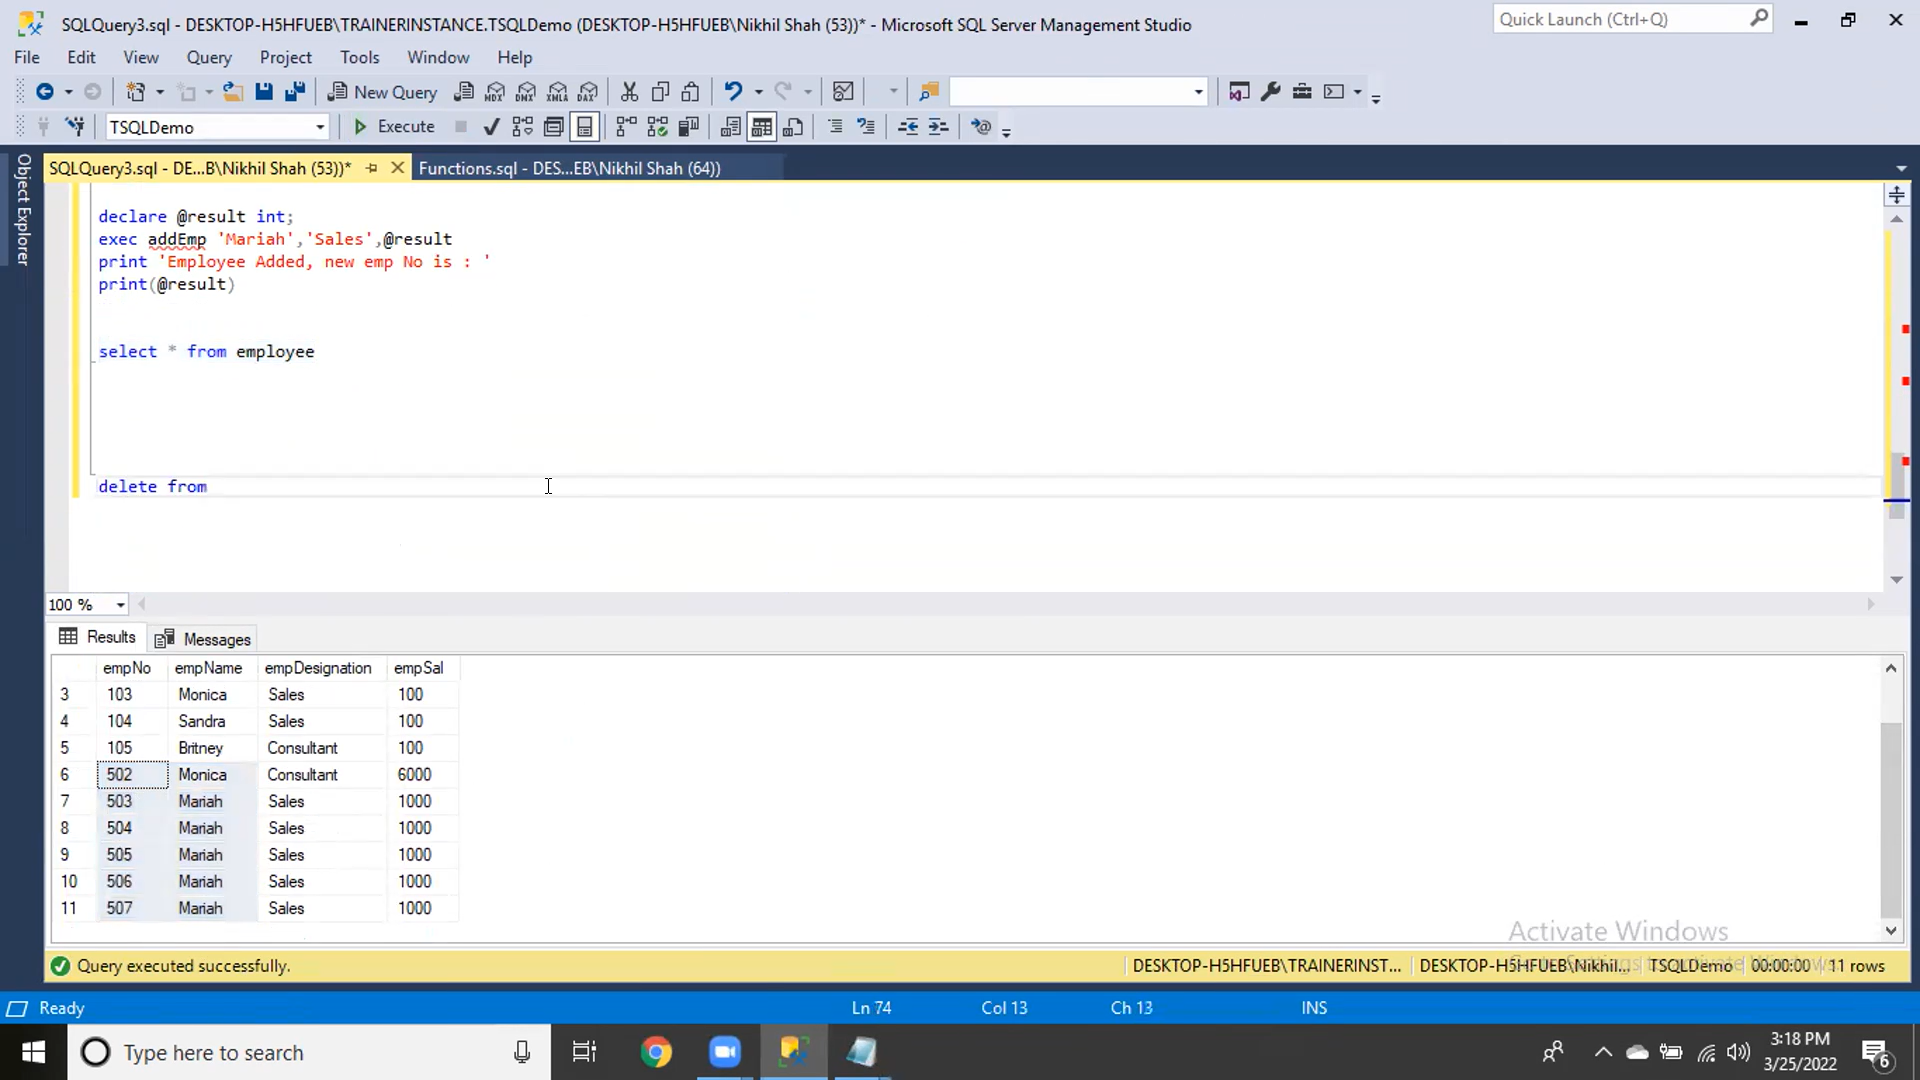 SQLQuery3.sql - DESKTOP-H5HFUEB\TRAINERINSTANCE.TSQLDemo (DESKTOP-H5HFUEB\Nikhil Shah (53))* - Microsoft SQL Server Management Studio
Quick Launch (Ctrl+Q)
File Edit View Query Project Tools Window Help
New Query
TSQLDemo Execute
Object Explorer
SQLQuery3.sql - DE...B\Nikhil Shah (53))* Functions.sql - DES...EB\Nikhil Shah (64))
declare @result int;
exec addEmp 'Mariah','Sales',@result
print 'Employee Added, new emp No is : '
print(@result)
select * from employee
delete from
100 %
Results Messages
empNo empName empDesignation empSal
3 103 Monica Sales 100
4 104 Sandra Sales 100
5 105 Britney Consultant 100
6 502 Monica Consultant 6000
7 503 Mariah Sales 1000
8 504 Mariah Sales 1000
9 505 Mariah Sales 1000
10 506 Mariah Sales 1000
11 507 Mariah Sales 1000
Activate Windows
Go to Settings to activate Windows.
Query executed successfully. DESKTOP-H5HFUEB\TRAINERINST... DESKTOP-H5HFUEB\Nikhil... TSQLDemo 00:00:00 11 rows
Ready Ln 74 Col 13 Ch 13 INS
Type here to search
3:18 PM
3/25/2022
6